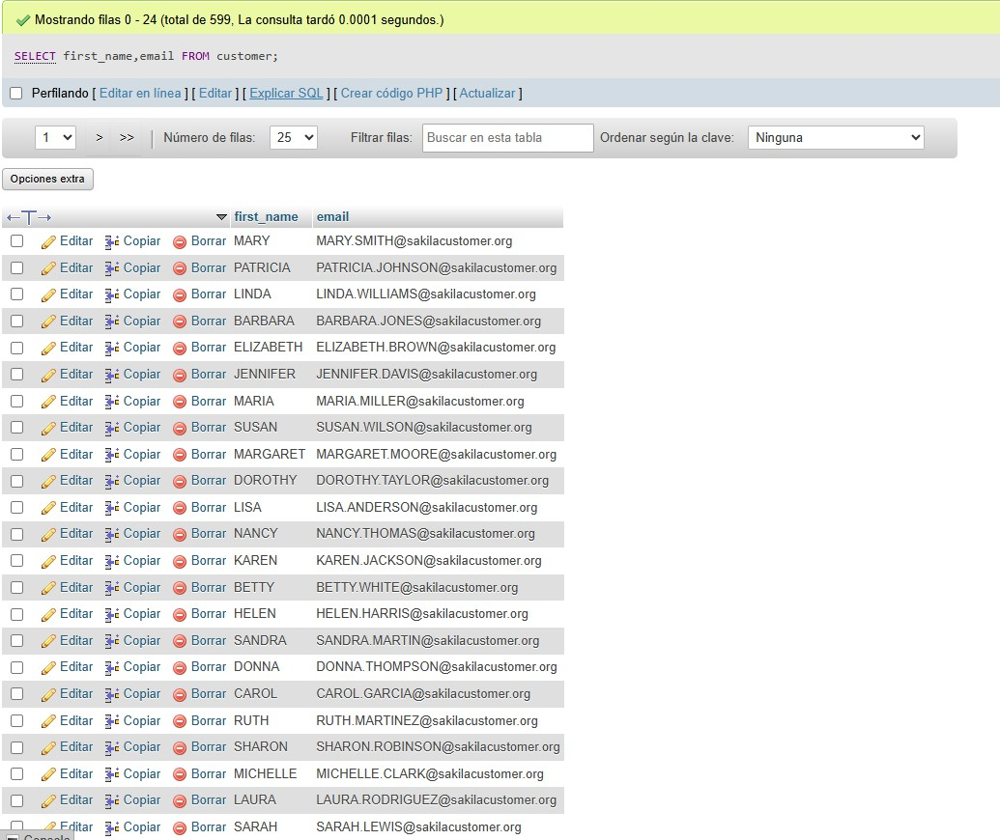 Mostrando filas 0 - 24 (total de 599, La consulta tardó 0.0001 segundos.)
SELECT first_name,email FROM customer;
Perfilando [ Editar en línea ] [ Editar ] [ Explicar SQL ] [ Crear código PHP ] [ Actualizar ]
1 > >> | Número de filas: 25 Filtrar filas: Buscar en esta tabla Ordenar según la clave: Ninguna
Opciones extra
←T→ first_name email
Editar Copiar Borrar MARY MARY.SMITH@sakilacustomer.org
Editar Copiar Borrar PATRICIA PATRICIA.JOHNSON@sakilacustomer.org
Editar Copiar Borrar LINDA LINDA.WILLIAMS@sakilacustomer.org
Editar Copiar Borrar BARBARA BARBARA.JONES@sakilacustomer.org
Editar Copiar Borrar ELIZABETH ELIZABETH.BROWN@sakilacustomer.org
Editar Copiar Borrar JENNIFER JENNIFER.DAVIS@sakilacustomer.org
Editar Copiar Borrar MARIA MARIA.MILLER@sakilacustomer.org
Editar Copiar Borrar SUSAN SUSAN.WILSON@sakilacustomer.org
Editar Copiar Borrar MARGARET MARGARET.MOORE@sakilacustomer.org
Editar Copiar Borrar DOROTHY DOROTHY.TAYLOR@sakilacustomer.org
Editar Copiar Borrar LISA LISA.ANDERSON@sakilacustomer.org
Editar Copiar Borrar NANCY NANCY.THOMAS@sakilacustomer.org
Editar Copiar Borrar KAREN KAREN.JACKSON@sakilacustomer.org
Editar Copiar Borrar BETTY BETTY.WHITE@sakilacustomer.org
Editar Copiar Borrar HELEN HELEN.HARRIS@sakilacustomer.org
Editar Copiar Borrar SANDRA SANDRA.MARTIN@sakilacustomer.org
Editar Copiar Borrar DONNA DONNA.THOMPSON@sakilacustomer.org
Editar Copiar Borrar CAROL CAROL.GARCIA@sakilacustomer.org
Editar Copiar Borrar RUTH RUTH.MARTINEZ@sakilacustomer.org
Editar Copiar Borrar SHARON SHARON.ROBINSON@sakilacustomer.org
Editar Copiar Borrar MICHELLE MICHELLE.CLARK@sakilacustomer.org
Editar Copiar Borrar LAURA LAURA.RODRIGUEZ@sakilacustomer.org
Editar Copiar Borrar SARAH SARAH.LEWIS@sakilacustomer.org
Consola